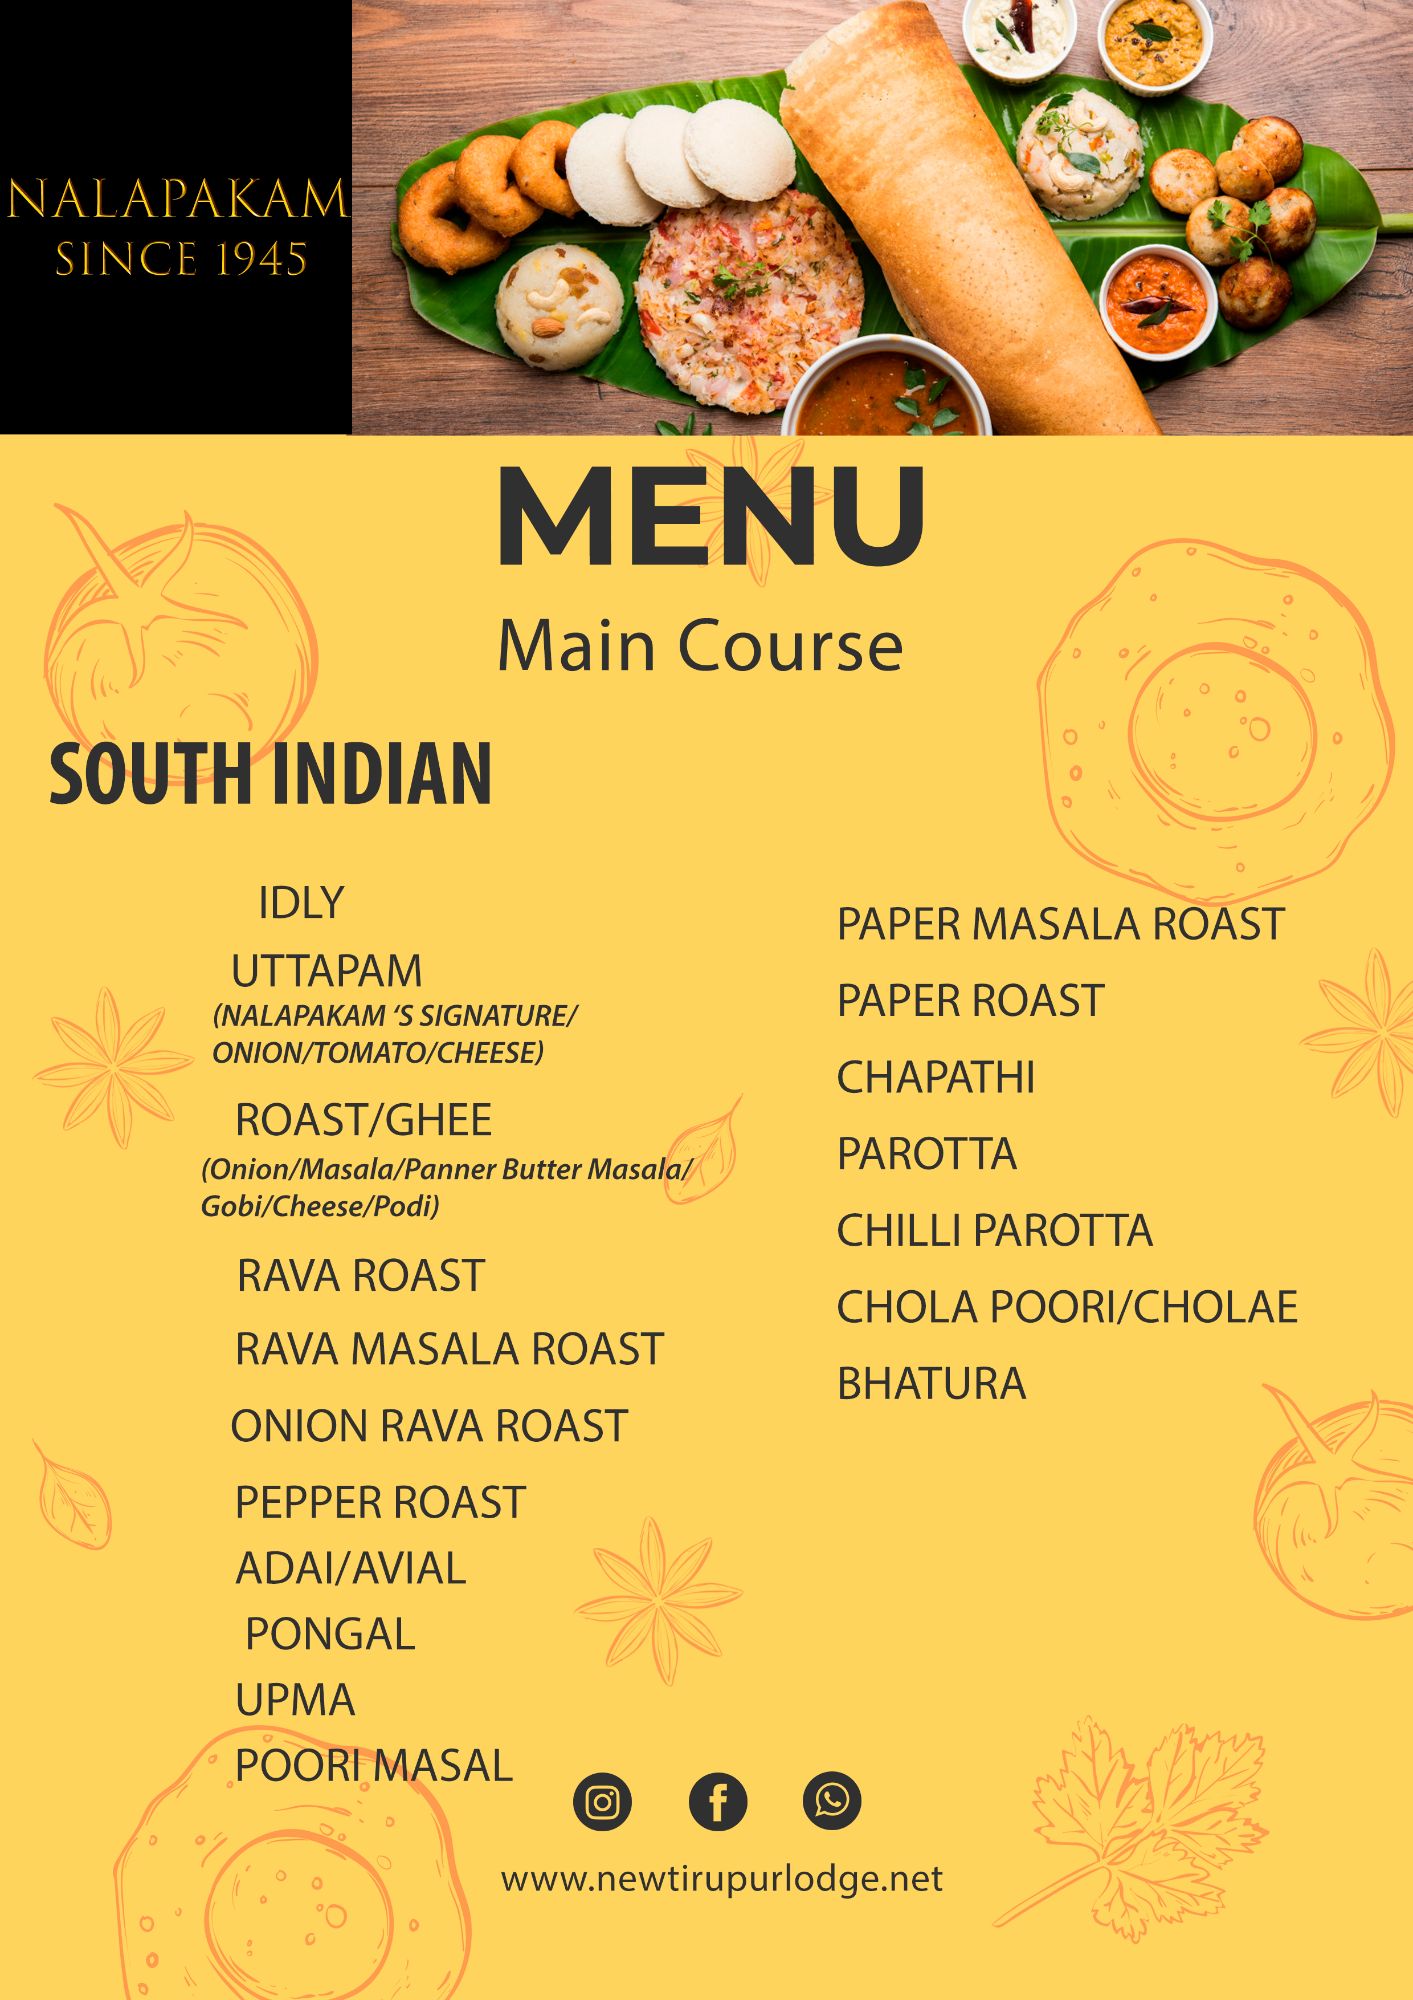 NALAPAKAM
SINCE 1945
MENU
Main Course
SOUTH INDIAN
IDLY
UTTAPAM
(NALAPAKAM ‘S SIGNATURE/
ONION/TOMATO/CHEESE)
ROAST/GHEE
(Onion/Masala/Panner Butter Masala/
Gobi/Cheese/Podi)
RAVA ROAST
RAVA MASALA ROAST
ONION RAVA ROAST
PEPPER ROAST
ADAI/AVIAL
PONGAL
UPMA
POORI MASAL
PAPER MASALA ROAST
PAPER ROAST
CHAPATHI
PAROTTA
CHILLI PAROTTA
CHOLA POORI/CHOLAE
BHATURA
www.newtirupurlodge.net